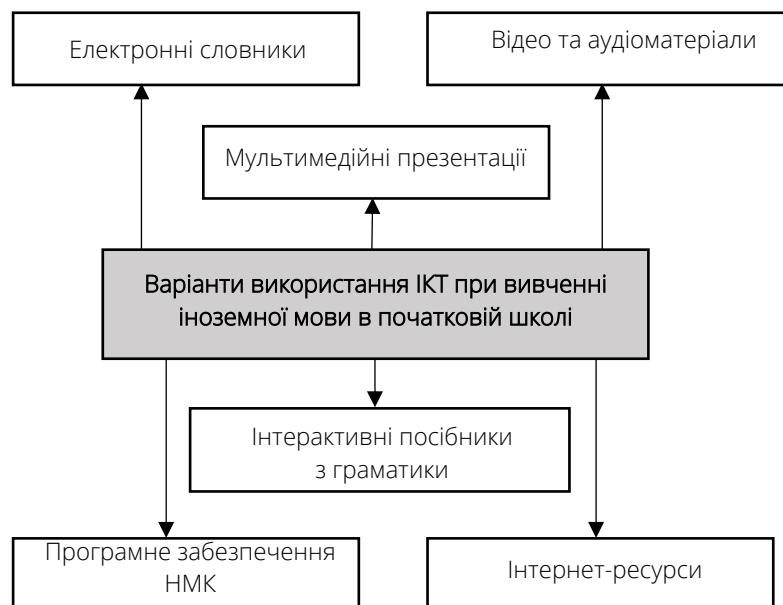 Електронні словники
Відео та аудіоматеріали
Мультимедійні презентації
Варіанти використання ІКТ при вивченні
іноземної мови в початковій школі
Інтерактивні посібники
з граматики
Програмне забезпечення
НМК
Інтернет-ресурси